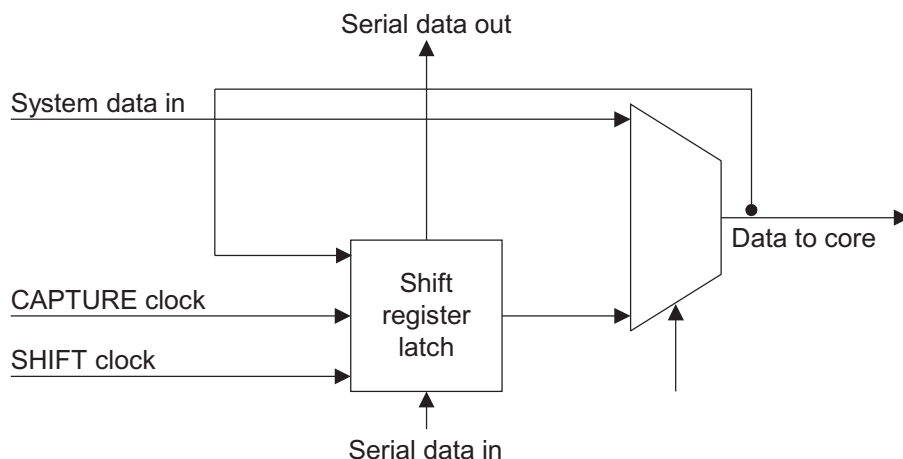 Serial data out
System data in
Data to core
Shift
register
latch
CAPTURE clock
SHIFT clock
Serial data in